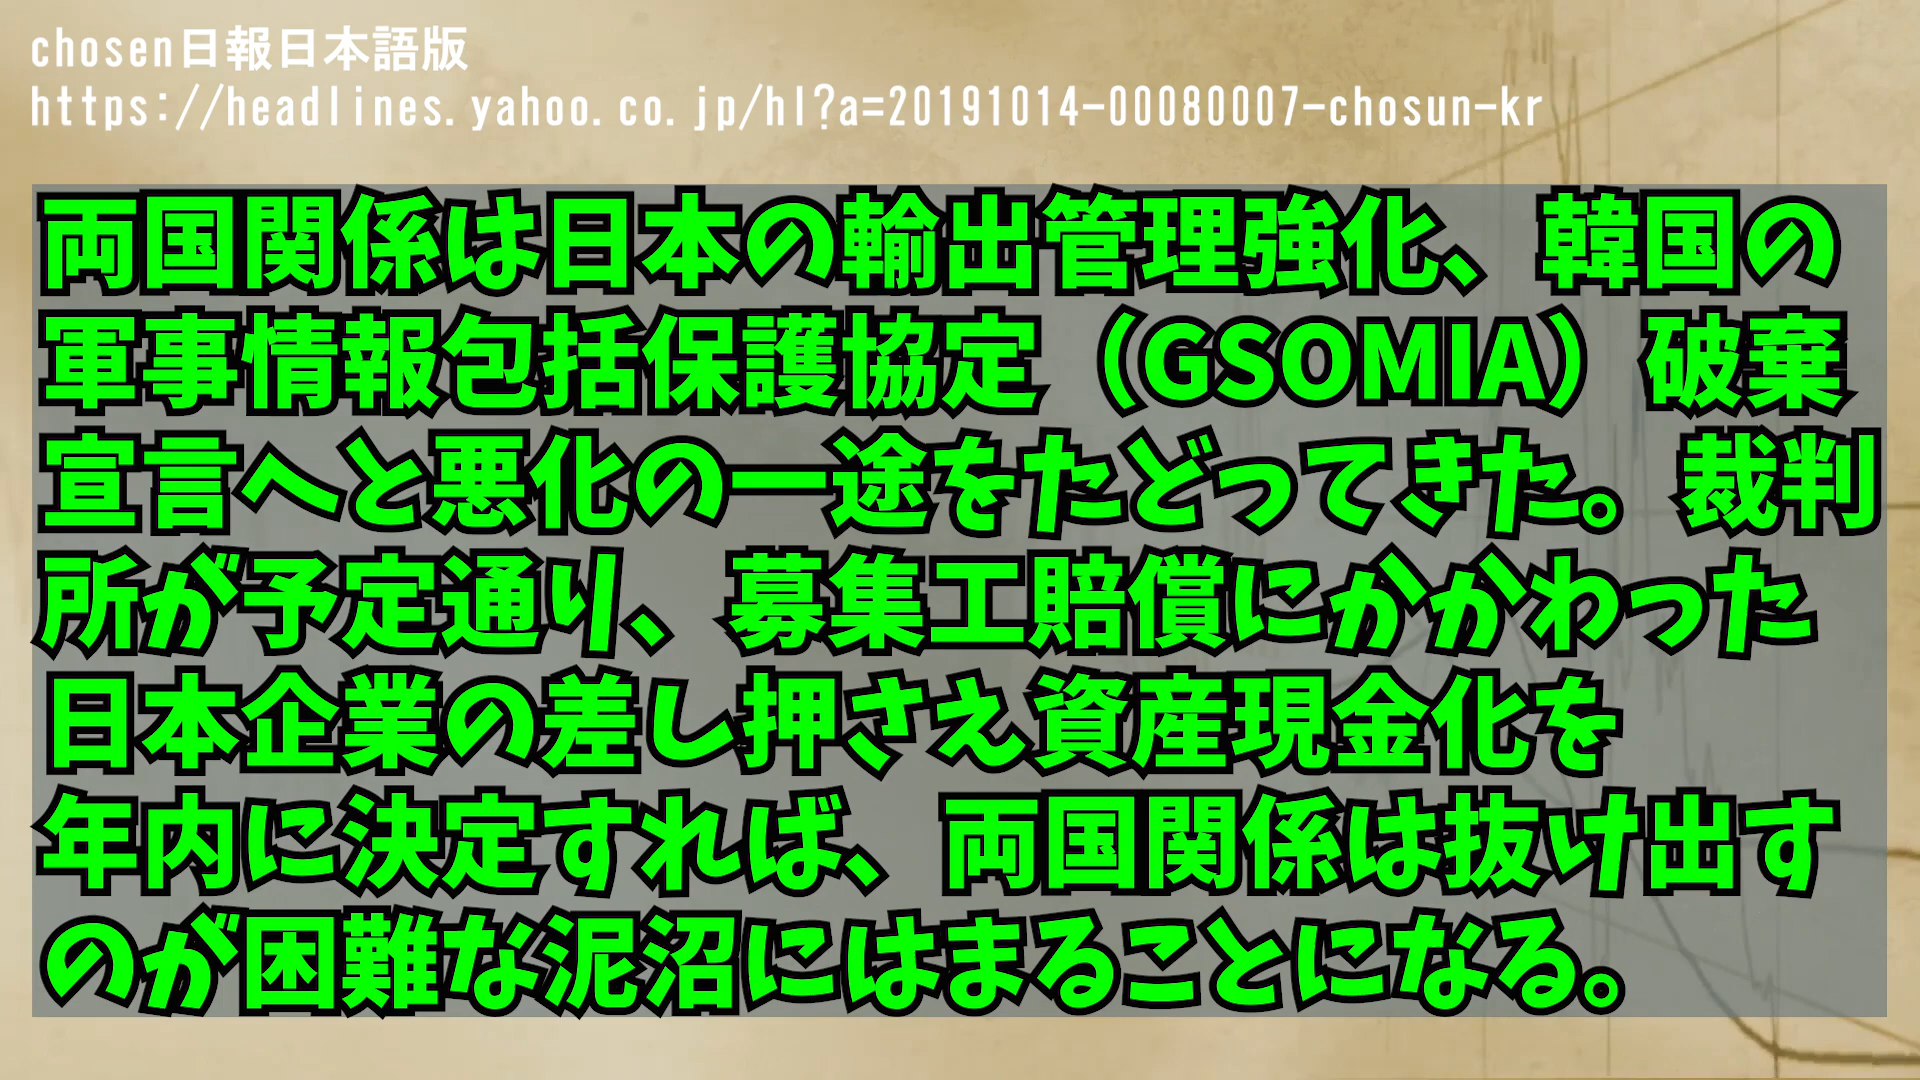 chosen日報日本語版
https://headlines.yahoo.co.jp/hl?a=20191014-00080007-chosun-kr
両国関係は日本の輸出管理強化、韓国の
軍事情報包括保護協定（GSOMIA）破棄
宣言へと悪化の一途をたどってきた。裁判
所が予定通り、募集工賠償にかかわった
日本企業の差し押さえ資産現金化を
年内に決定すれば、両国関係は抜け出す
のが困難な泥沼にはまることになる。